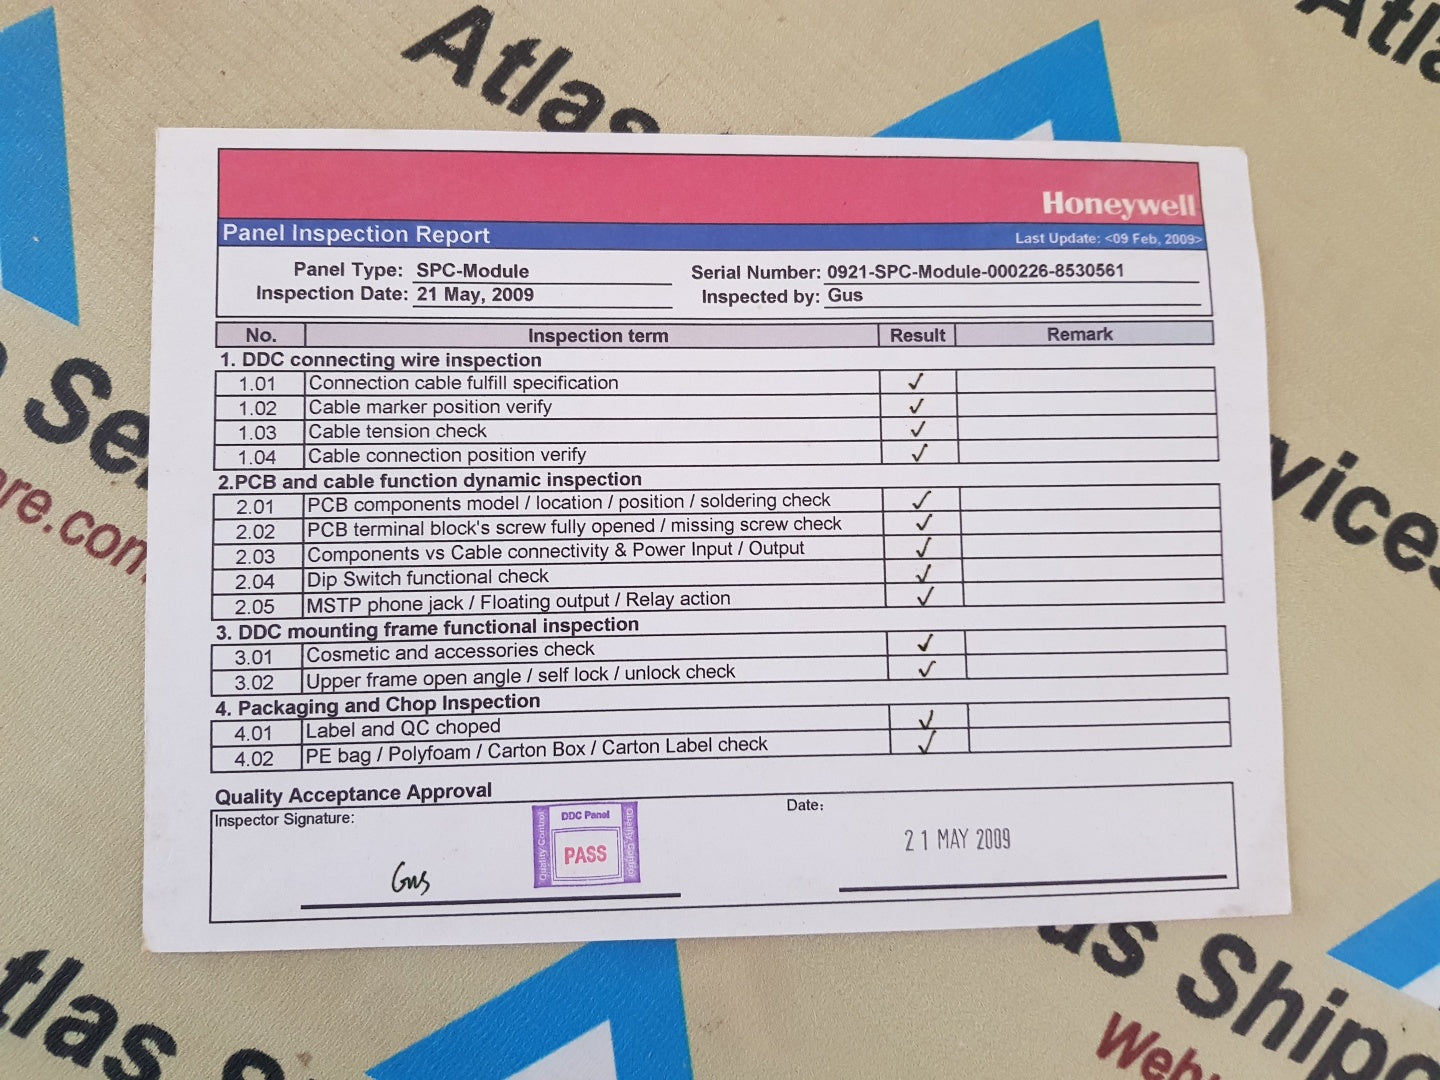 Atlas
Honeywell
Panel Inspection Report Last Update: <09 Feb, 2009>
Panel Type: SPC-Module Serial Number: 0921-SPC-Module-000226-8530561
Inspection Date: 21 May, 2009 Inspected by: Gus
No. Inspection term Result Remark
1. DDC connecting wire inspection
1.01 Connection cable fulfill specification ✓
1.02 Cable marker position verify ✓
1.03 Cable tension check ✓
1.04 Cable connection position verify ✓
2.PCB and cable function dynamic inspection
2.01 PCB components model / location / position / soldering check ✓
2.02 PCB terminal block's screw fully opened / missing screw check ✓
2.03 Components vs Cable connectivity & Power Input / Output ✓
2.04 Dip Switch functional check ✓
2.05 MSTP phone jack / Floating output / Relay action ✓
3. DDC mounting frame functional inspection
3.01 Cosmetic and accessories check ✓
3.02 Upper frame open angle / self lock / unlock check ✓
4. Packaging and Chop Inspection
4.01 Label and QC choped ✓
4.02 PE bag / Polyfoam / Carton Box / Carton Label check ✓
Quality Acceptance Approval
Inspector Signature: Date:
Gus
Quality Control DDC Panel Quality Control
PASS
21 MAY 2009